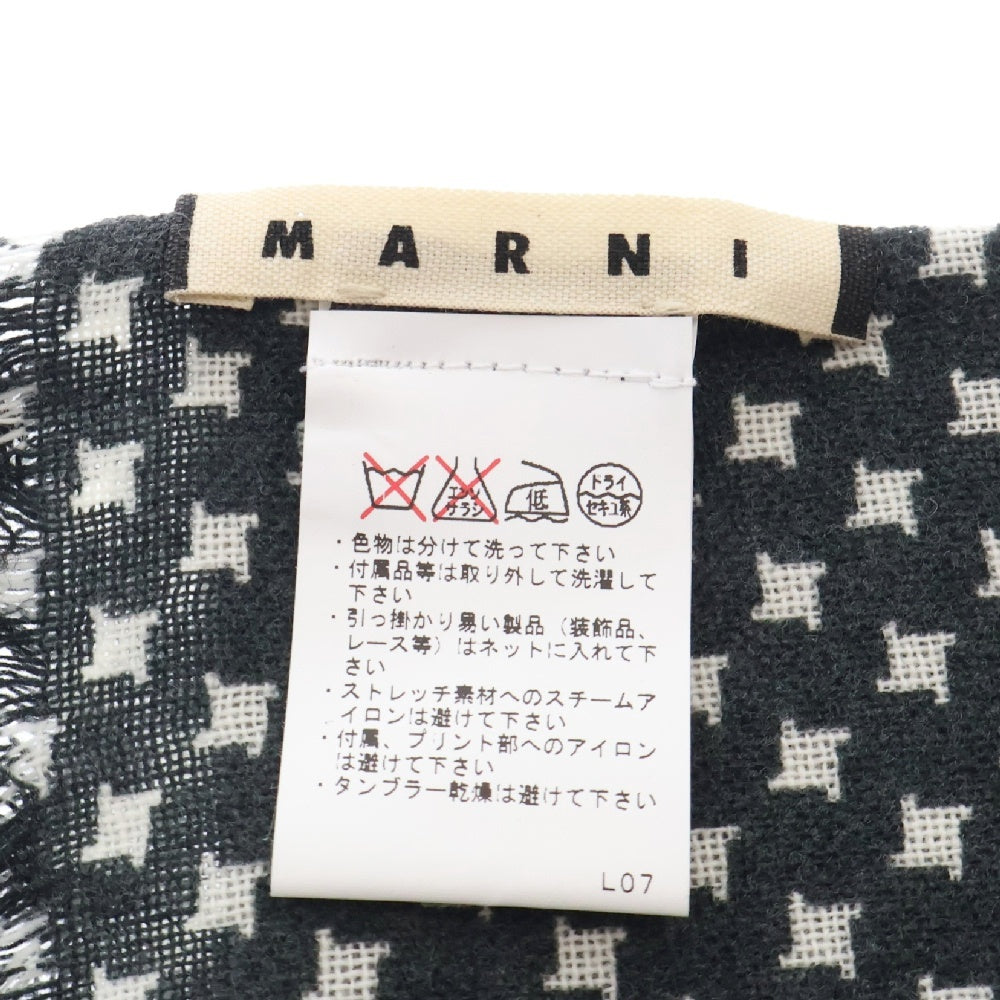 MARNI
エンソ サラシ 低 ドライ セキユ系
・色物は分けて洗って下さい
・付属品等は取り外して洗濯して
下さい
・引っ掛かり易い製品（装飾品、
レース等）はネットに入れて下
さい
・ストレッチ素材へのスチームア
イロンは避けて下さい
・付属、プリント部へのアイロン
は避けて下さい
・タンブラー乾燥は避けて下さい
L07